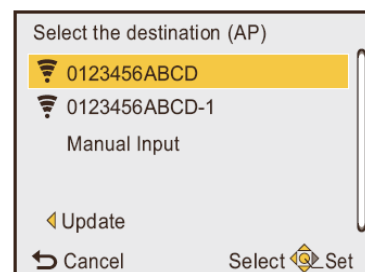 Select the destination (AP)
0123456ABCD
0123456ABCD-1
Manual Input
Update
Cancel Select Set